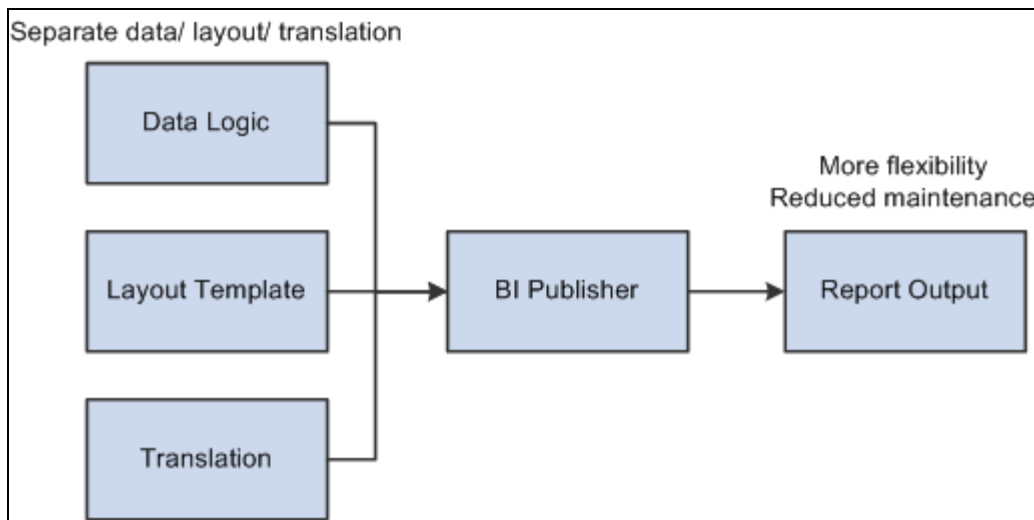 Separate data/ layout/ translation
Data Logic
Layout Template
Translation
BI Publisher
More flexibility
Reduced maintenance
Report Output